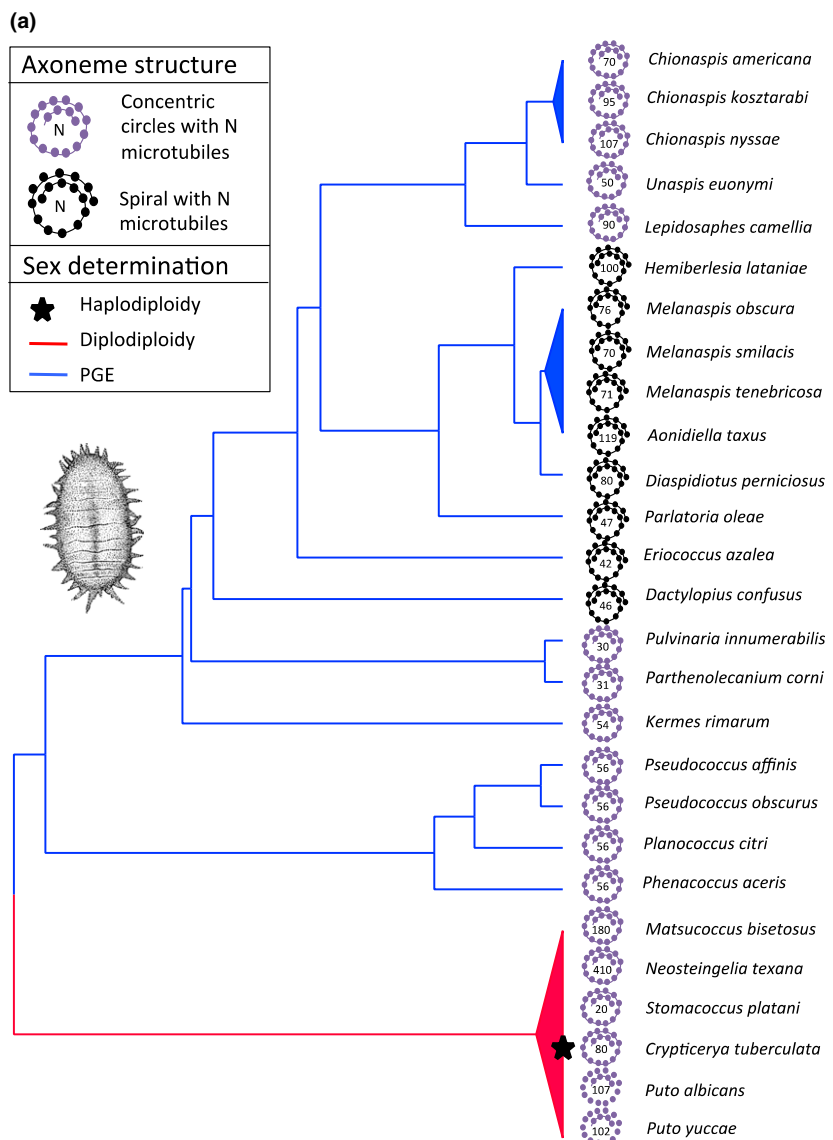 (a)
Axoneme structure
N
Concentric
circles with N
microtubiles
N
Spiral with N
microtubiles
Sex determination
Haplodiploidy
Diplodiploidy
PGE
70 Chionaspis americana
95 Chionaspis kosztarabi
107 Chionaspis nyssae
50 Unaspis euonymi
90 Lepidosaphes camellia
100 Hemiberlesia lataniae
76 Melanaspis obscura
70 Melanaspis smilacis
71 Melanaspis tenebricosa
119 Aonidiella taxus
80 Diaspidiotus perniciosus
47 Parlatoria oleae
42 Eriococcus azalea
46 Dactylopius confusus
30 Pulvinaria innumerabilis
31 Parthenolecanium corni
54 Kermes rimarum
56 Pseudococcus affinis
56 Pseudococcus obscurus
56 Planococcus citri
56 Phenacoccus aceris
180 Matsucoccus bisetosus
410 Neosteingelia texana
20 Stomacoccus platani
80 Crypticerya tuberculata
107 Puto albicans
102 Puto yuccae